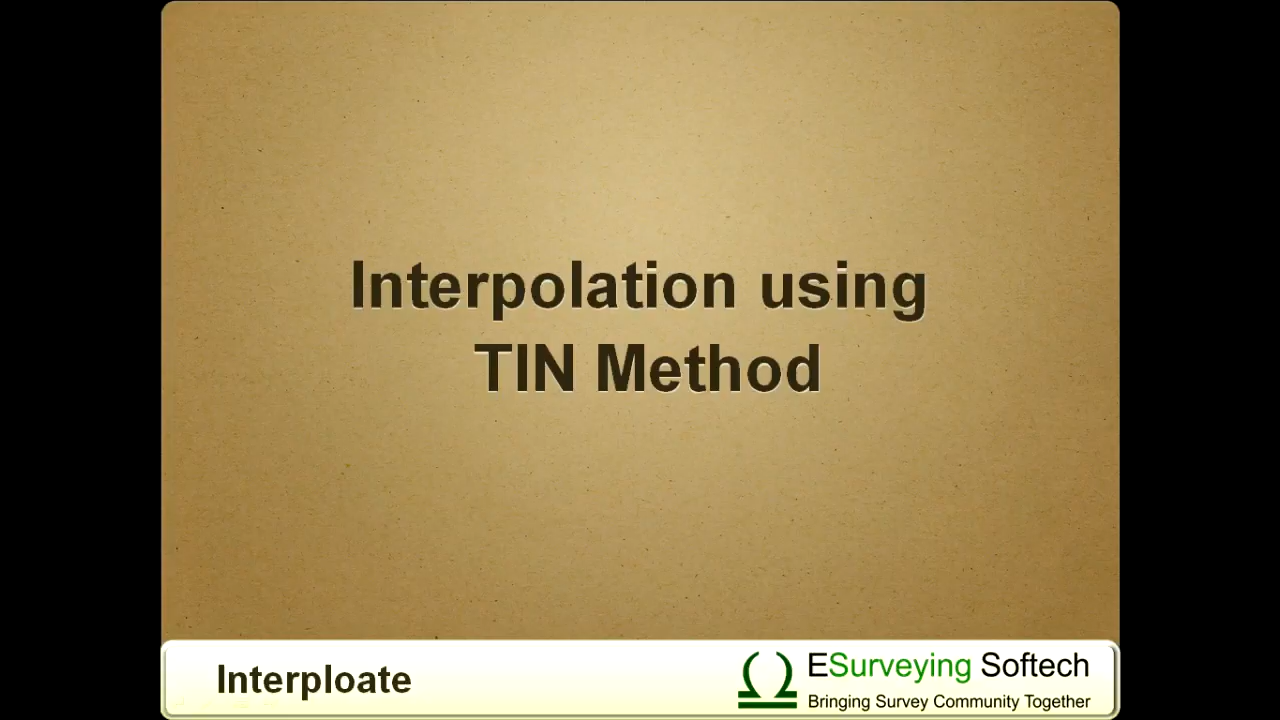 Interpolation using
TIN Method
Interploate
ESurveying Softech
Bringing Survey Community Together